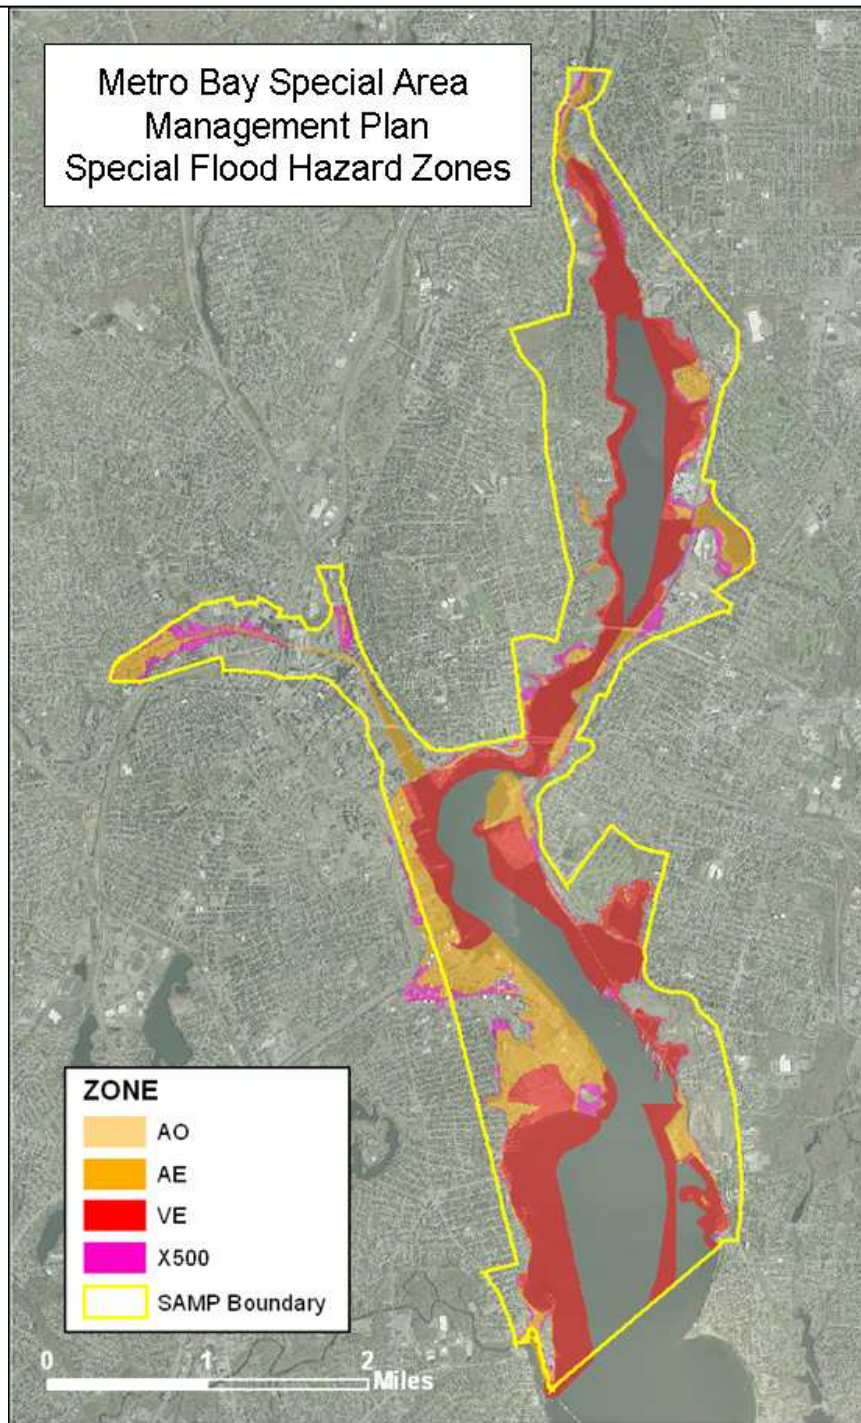 Metro Bay Special Area
Management Plan
Special Flood Hazard Zones
ZONE
AO
AE
VE
X500
SAMP Boundary
0 1 2
Miles